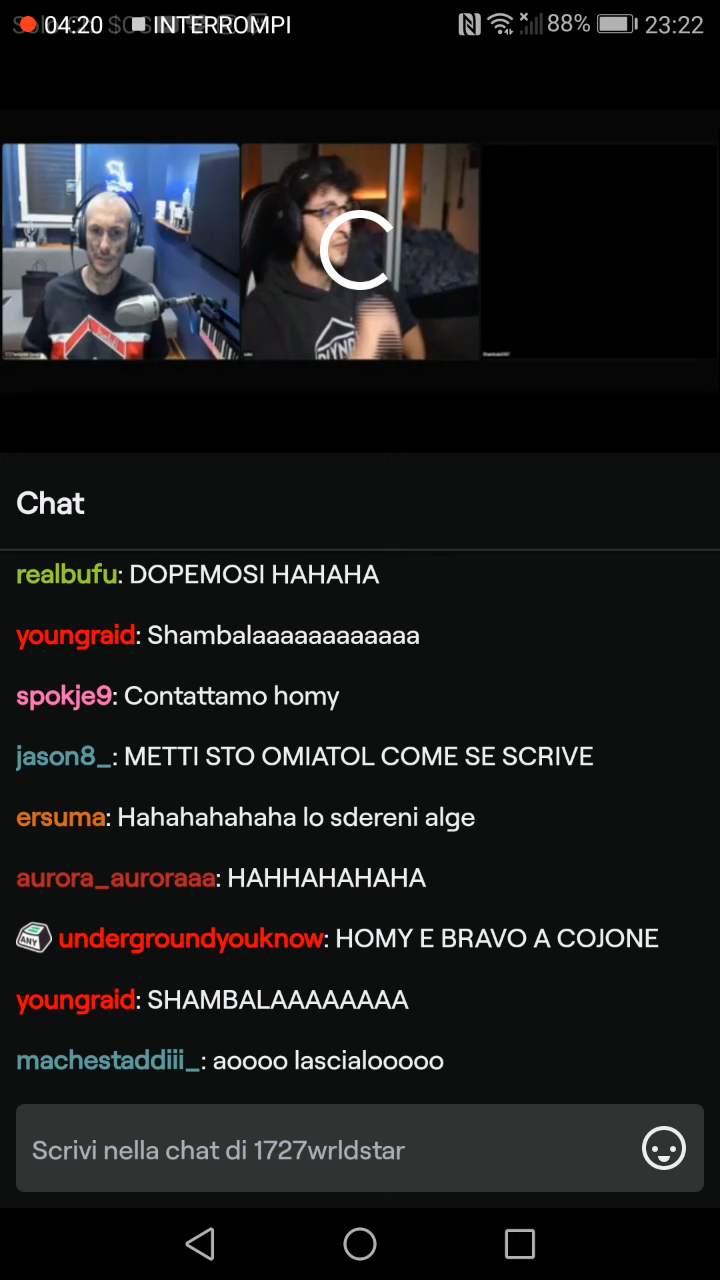 04:20 INTERROMPI 88% 23:22
Chat
realbufu: DOPEMOSI HAHAHA
youngraid: Shambalaaaaaaaaaaaa
spokje9: Contattamo homy
jason8_: METTI STO OMIATOL COME SE SCRIVE
ersuma: Hahahahahaha lo sdereni alge
aurora_auroraaa: HAHHAHAHAHA
ANY undergroundyouknow: HOMY E BRAVO A COJONE
youngraid: SHAMBALAAAAAAAA
machestaddiii_: aoooo lascialooooo
Scrivi nella chat di 1727wrldstar